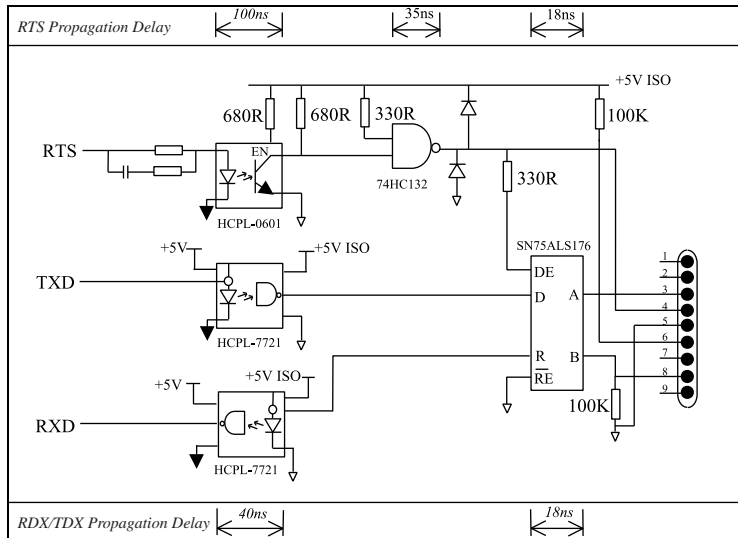 RTS Propagation Delay
100ns
35ns
18ns
+5V ISO
680R
680R
330R
100K
RTS
EN
74HC132
330R
HCPL-0601
SN75ALS176
+5V
+5V ISO
1
2
3
4
5
6
7
8
9
TXD
DE
D
A
HCPL-7721
R
B
RE
+5V
+5V ISO
100K
RXD
HCPL-7721
RDX/TDX Propagation Delay
40ns
18ns